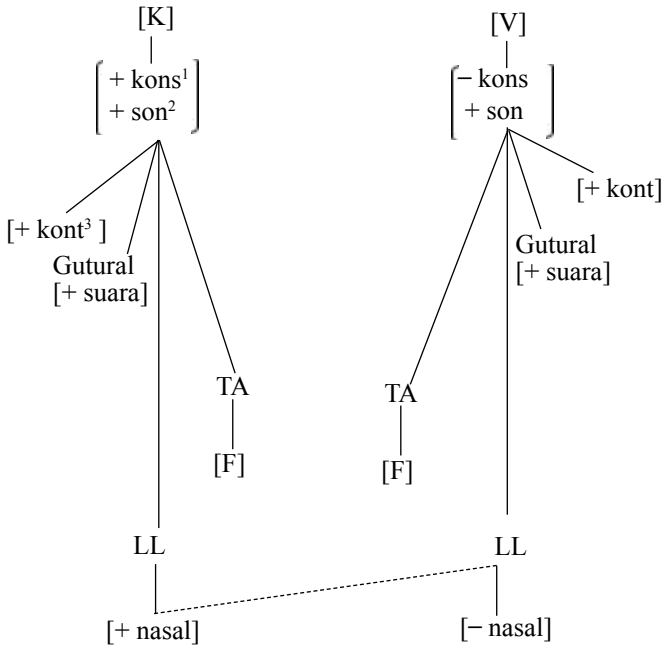 [K]
[V]
+ kons¹
+ son²
− kons
+ son
[+ kont³ ]
Gutural
[+ suara]
[+ kont]
Gutural
[+ suara]
TA
TA
[F]
[F]
LL
LL
[+ nasal]
[− nasal]